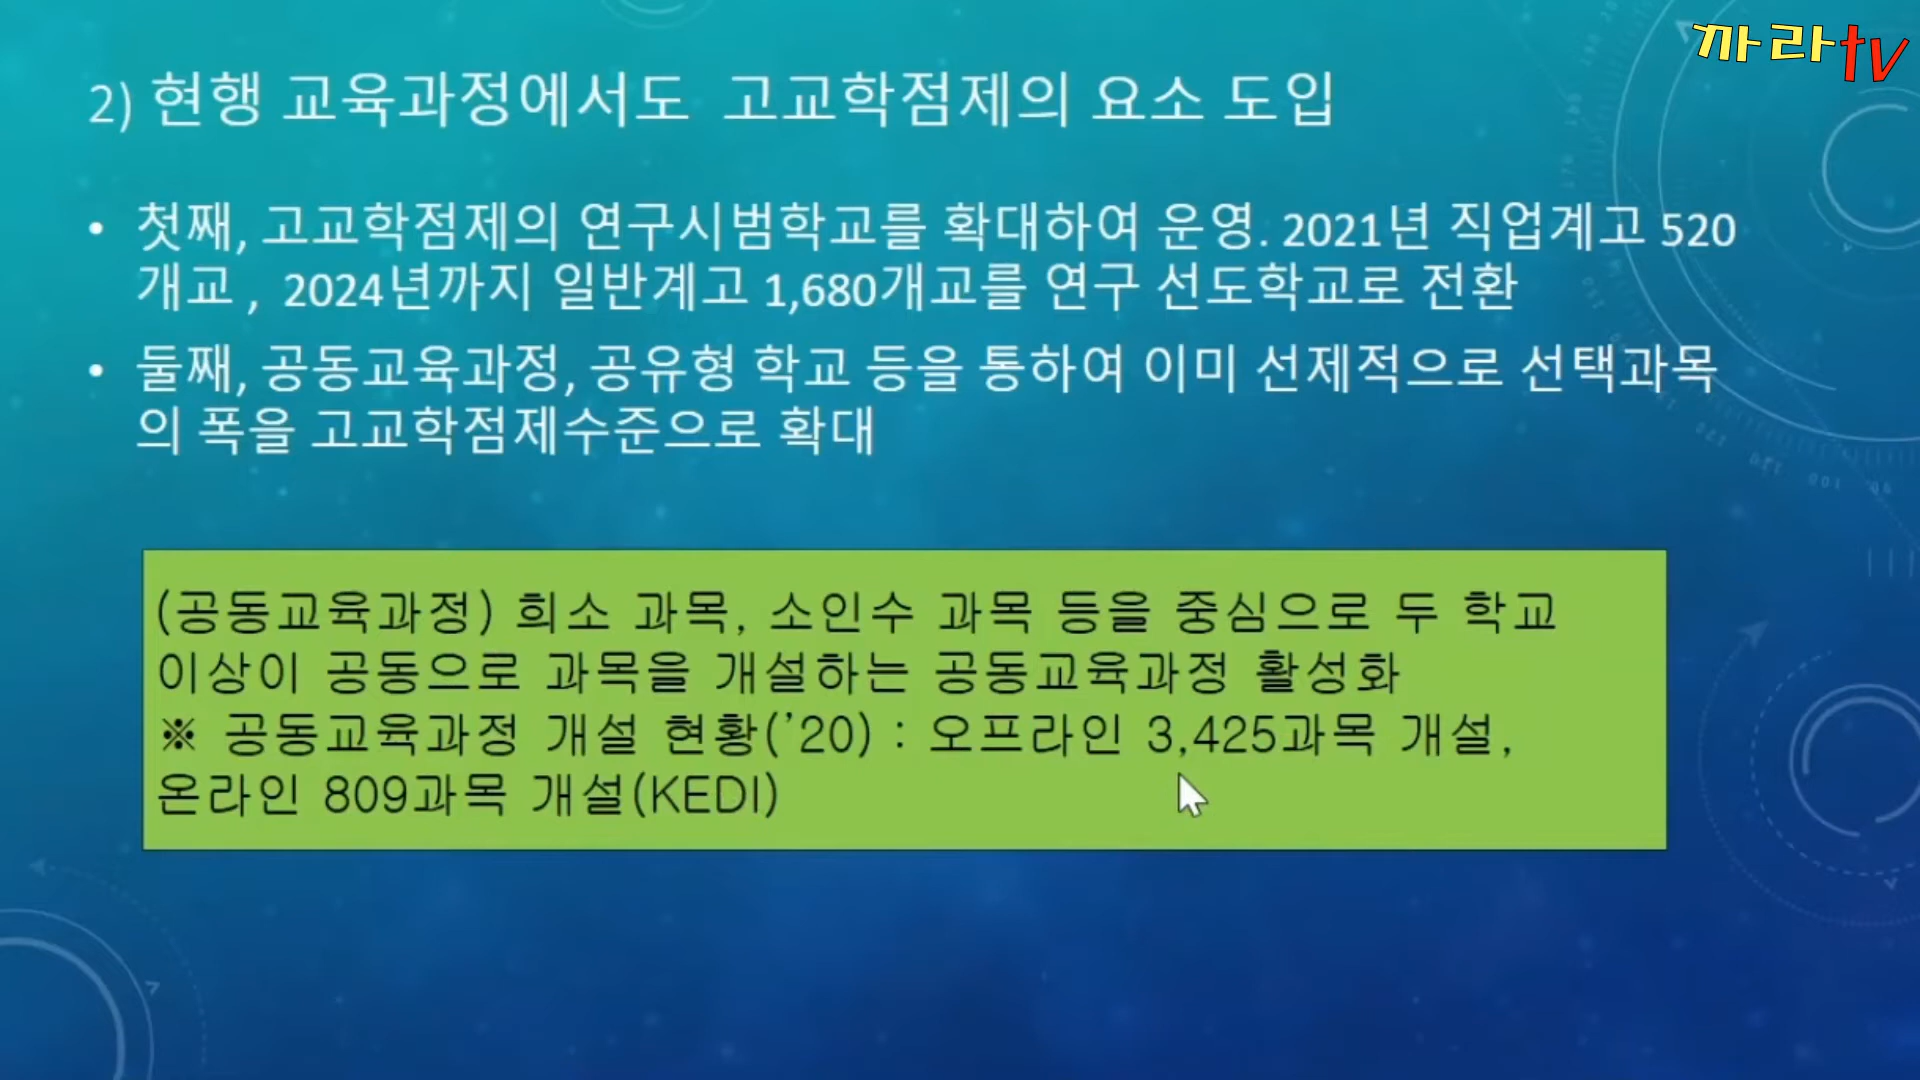 까라tv
2) 현행 교육과정에서도 고교학점제의 요소 도입
• 첫째, 고교학점제의 연구시범학교를 확대하여 운영. 2021년 직업계고 520
개교 , 2024년까지 일반계고 1,680개교를 연구 선도학교로 전환
• 둘째, 공동교육과정, 공유형 학교 등을 통하여 이미 선제적으로 선택과목
의 폭을 고교학점제수준으로 확대
(공동교육과정) 희소 과목, 소인수 과목 등을 중심으로 두 학교
이상이 공동으로 과목을 개설하는 공동교육과정 활성화
※ 공동교육과정 개설 현황('20) : 오프라인 3,425과목 개설,
온라인 809과목 개설(KEDI)